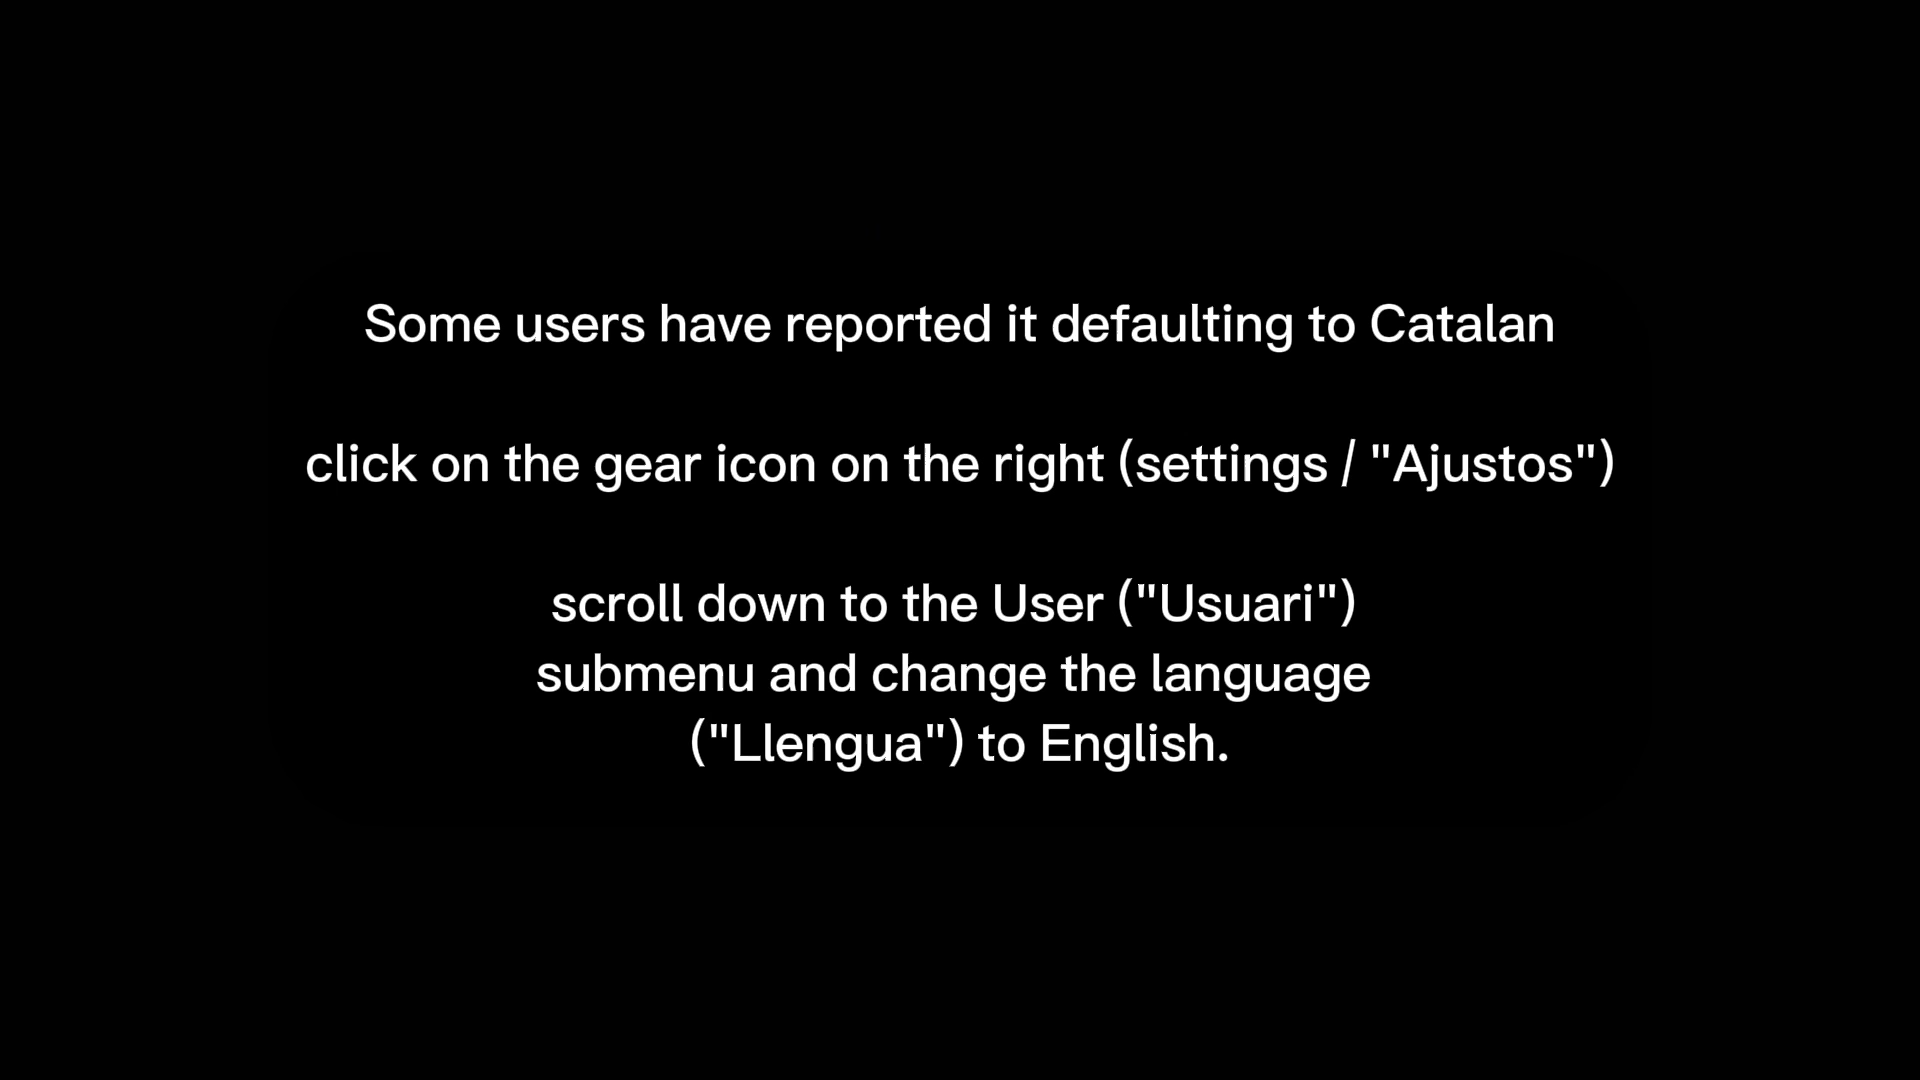 Some users have reported it defaulting to Catalan
click on the gear icon on the right (settings / "Ajustos")
scroll down to the User ("Usuari")
submenu and change the language
("Llengua") to English.